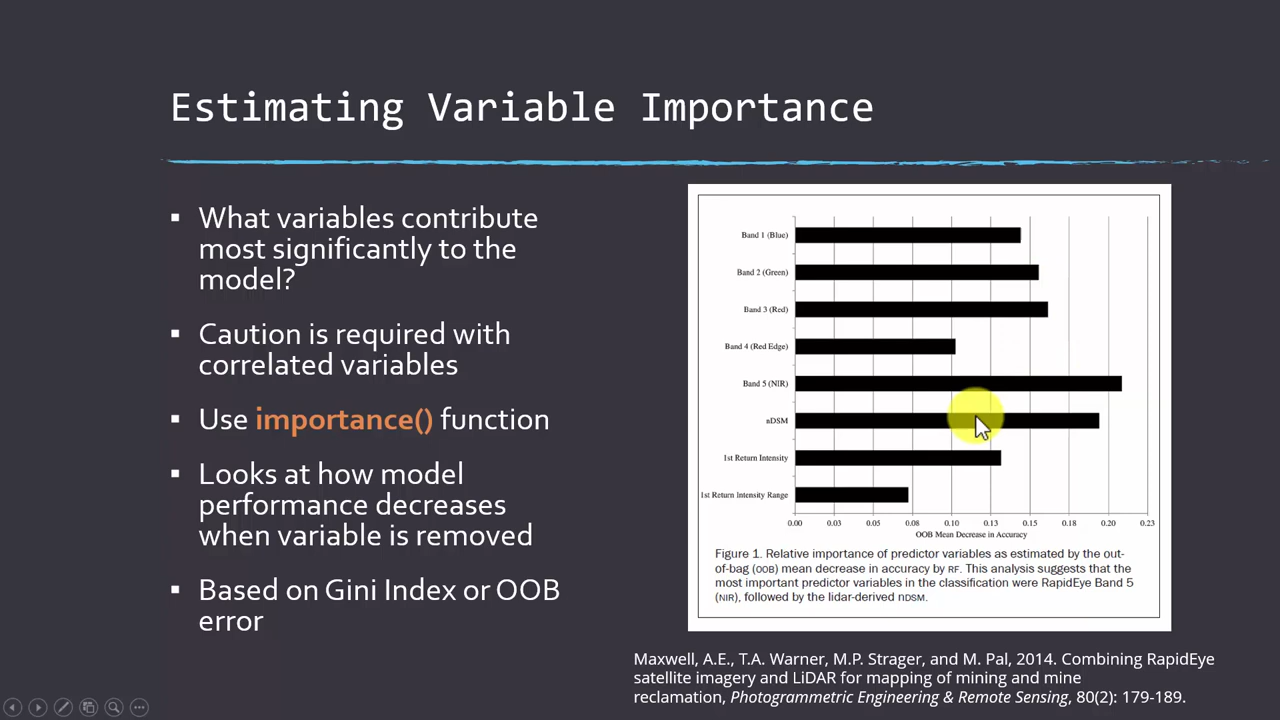 Estimating Variable Importance
▪ What variables contribute
most significantly to the
model?
▪ Caution is required with
correlated variables
▪ Use importance() function
▪ Looks at how model
performance decreases
when variable is removed
▪ Based on Gini Index or OOB
error
Band 1 (Blue)
Band 2 (Green)
Band 3 (Red)
Band 4 (Red Edge)
Band 5 (NIR)
nDSM
1st Return Intensity
1st Return Intensity Range
0.00 0.03 0.05 0.08 0.10 0.13 0.15 0.18 0.20 0.23
OOB Mean Decrease in Accuracy
Figure 1. Relative importance of predictor variables as estimated by the out-
of-bag (OOB) mean decrease in accuracy by RF. This analysis suggests that the
most important predictor variables in the classification were RapidEye Band 5
(NIR), followed by the lidar-derived nDSM.
Maxwell, A.E., T.A. Warner, M.P. Strager, and M. Pal, 2014. Combining RapidEye
satellite imagery and LiDAR for mapping of mining and mine
reclamation, Photogrammetric Engineering & Remote Sensing, 80(2): 179-189.